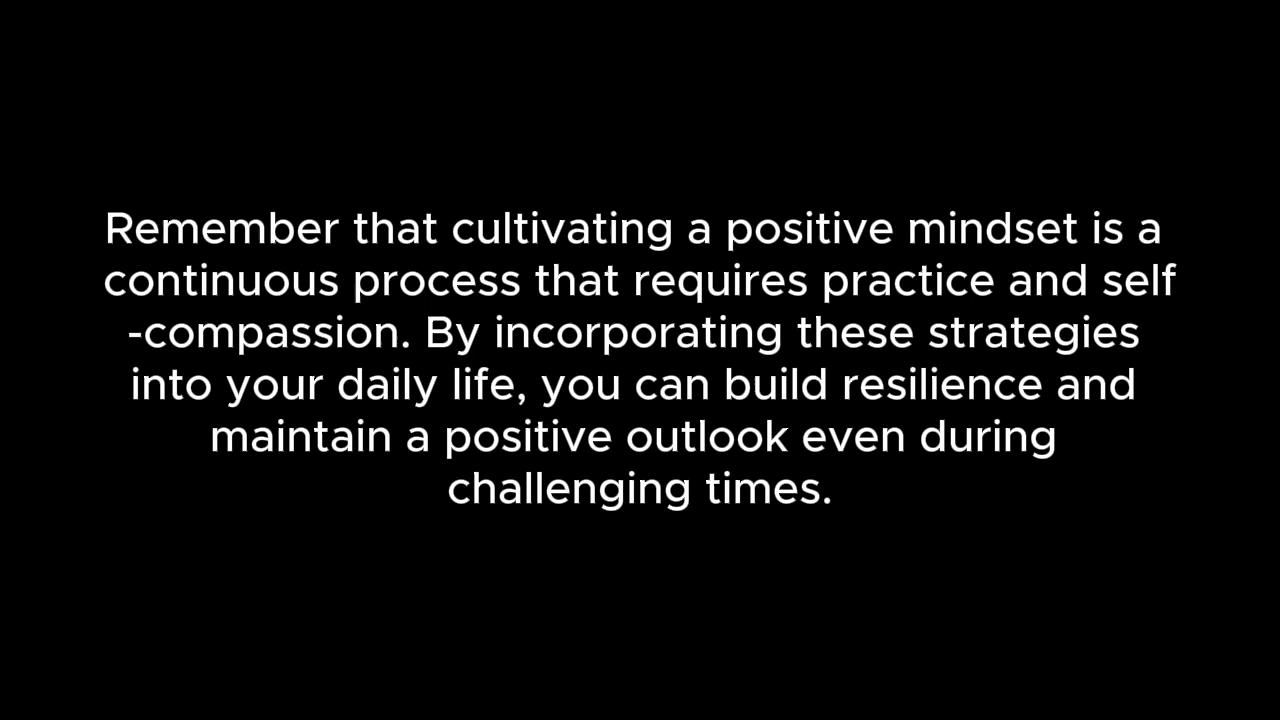 Remember that cultivating a positive mindset is a
continuous process that requires practice and self
-compassion. By incorporating these strategies
into your daily life, you can build resilience and
maintain a positive outlook even during
challenging times.